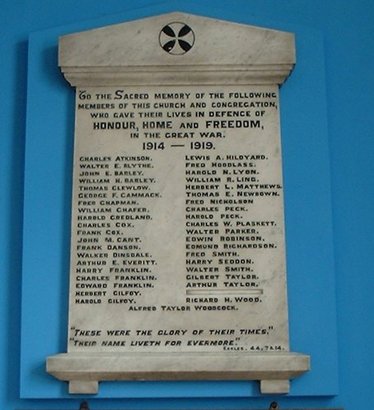 To the Sacred memory of the following
members of this Church and congregation,
who gave their lives in defence of
HONOUR, HOME and FREEDOM,
in the Great War.
1914 — 1919.
Charles Atkinson.
Walter E. Blythe.
John E. Barley.
William H. Barley.
Thomas Clewlow.
George F. Cammack.
Fred Chapman.
William Chafer.
Harold Credland.
Charles Cox.
Frank Cox.
John M. Cant.
Frank Danson.
Walker Dinsdale.
Arthur E. Everitt.
Harry Franklin.
Charles Franklin.
Edward Franklin.
Herbert Gilfoy.
Harold Gilfoy.
Lewis A. Hildyard.
Fred Hoodlass.
Harold N. Lyon.
William R. Ling.
Herbert L. Matthews.
Thomas E. Newbown.
Fred Nicholson
Charles Peck.
Harold Peck.
Charles W. Plaskett.
Walter Parker.
Edwin Robinson.
Edmund Richardson.
Fred Smith.
Harry Seddon.
Walter Smith.
Gilbert Taylor.
Arthur Taylor.
Richard H. Wood.
Alfred Taylor Woodcock.
"These were the glory of their times,"
"Their name liveth for evermore"
Eccles. 44, 7 & 14.